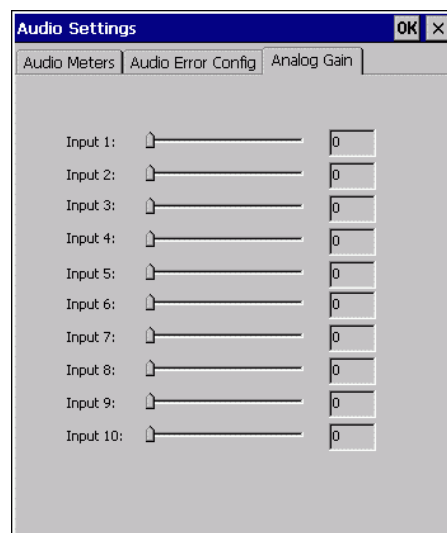 Audio Settings OK ×
Audio Meters Audio Error Config Analog Gain
Input 1: 0
Input 2: 0
Input 3: 0
Input 4: 0
Input 5: 0
Input 6: 0
Input 7: 0
Input 8: 0
Input 9: 0
Input 10: 0